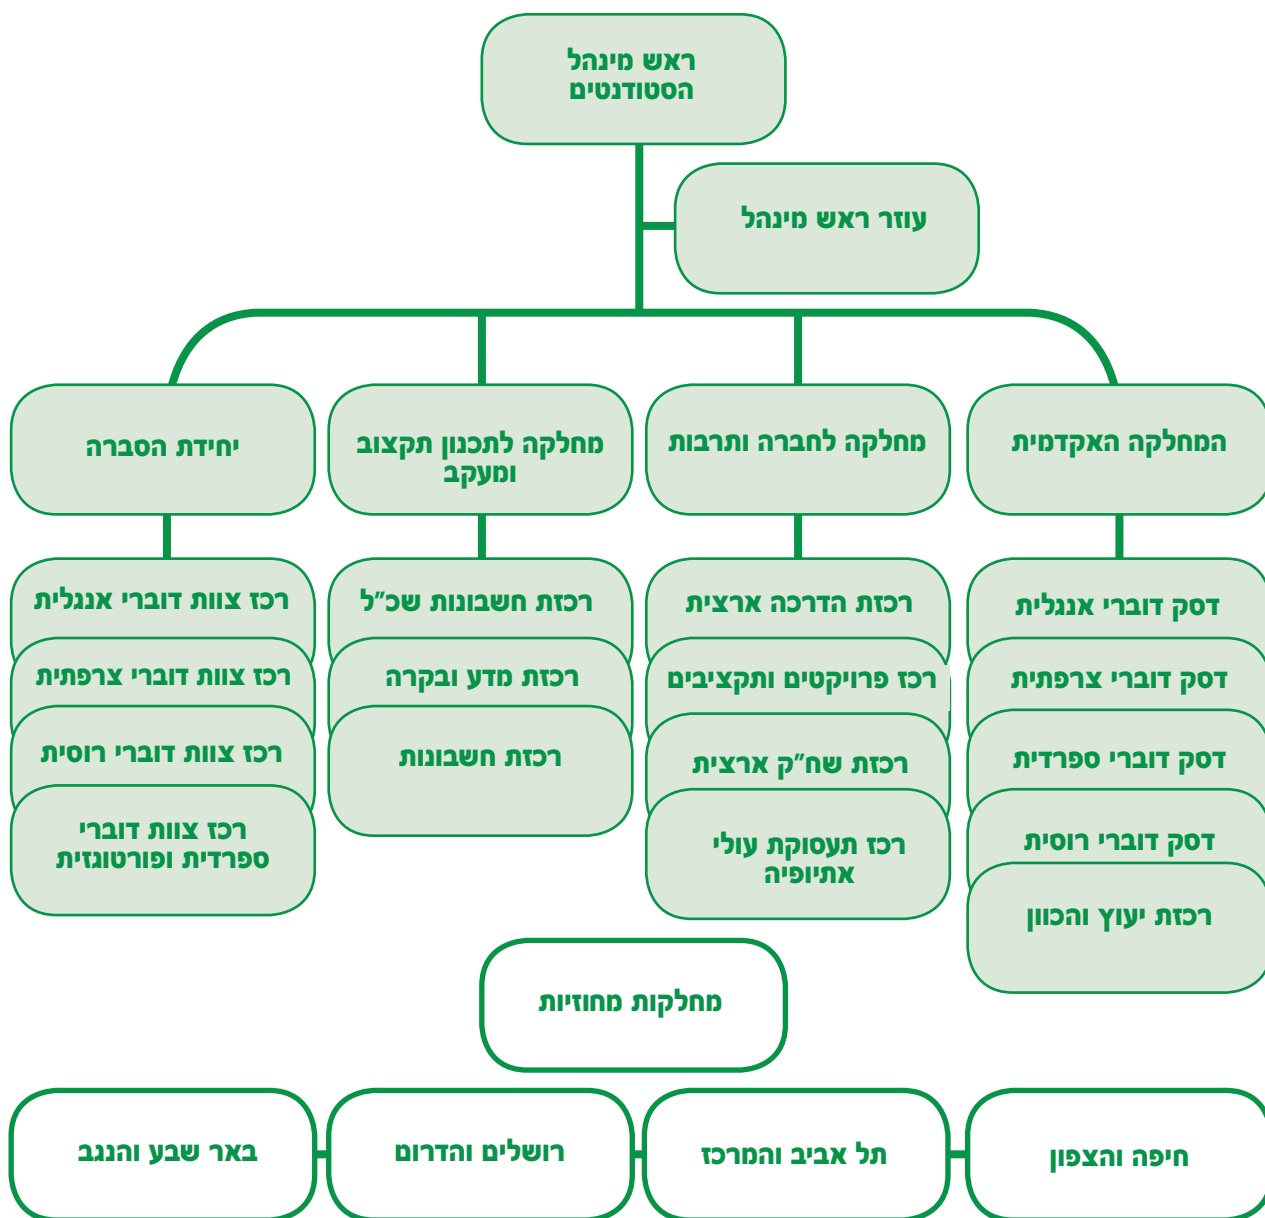 ראש מינהל
הסטודנטים
עוזר ראש מינהל
המחלקה האקדמית
מחלקה לחברה ותרבות
מחלקה לתכנון תקצוב
ומעקב
יחידת הסברה
דסק דוברי אנגלית
דסק דוברי צרפתית
דסק דוברי ספרדית
דסק דוברי רוסית
רכזת יעוץ והכוון
רכזת הדרכה ארצית
רכז פרויקטים ותקציבים
רכזת שח"ק ארצית
רכז תעסוקת עולי
אתיופיה
רכזת חשבונות שכ"ל
רכזת מדע ובקרה
רכזת חשבונות
רכז צוות דוברי אנגלית
רכז צוות דוברי צרפתית
רכז צוות דוברי רוסית
רכז צוות דוברי
ספרדית ופורטוגזית
מחלקות מחוזיות
חיפה והצפון
תל אביב והמרכז
רושלים והדרום
באר שבע והנגב